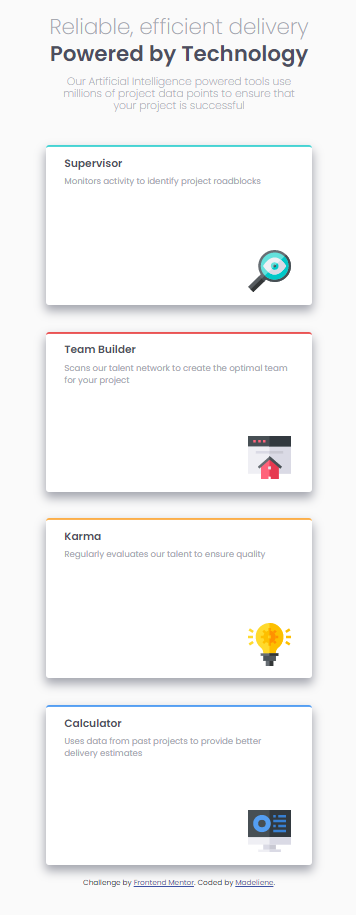 Reliable, efficient delivery
Powered by Technology
Our Artificial Intelligence powered tools use
millions of project data points to ensure that
your project is successful
Supervisor
Monitors activity to identify project roadblocks
Team Builder
Scans our talent network to create the optimal team
for your project
Karma
Regularly evaluates our talent to ensure quality
Calculator
Uses data from past projects to provide better
delivery estimates
Challenge by Frontend Mentor. Coded by Madeliene.